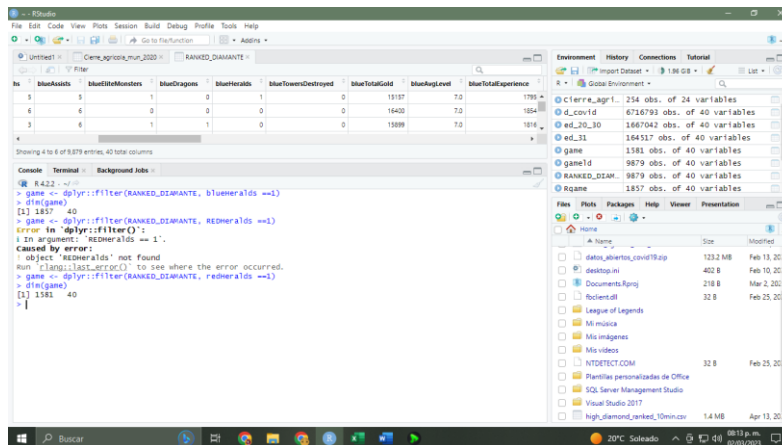 ~ - RStudio
File Edit Code View Plots Session Build Debug Profile Tools Help
Go to file/function Addins
Untitled1 Cierre_agricola_mun_2020 RANKED_DIAMANTE
Filter
hs blueAssists blueEliteMonsters blueDragons blueHeralds blueTowersDestroyed blueTotalGold blueAvgLevel blueTotalExperience
5 5 1 0 1 0 15157 7.0 1795
6 6 0 0 0 0 16400 7.0 1854
3 6 1 1 0 0 15899 7.0 1816
Showing 4 to 6 of 9,879 entries, 40 total columns
Console Terminal Background Jobs
R 4.2.2 · ~/
> game <- dplyr::filter(RANKED_DIAMANTE, blueHeralds ==1)
> dim(game)
[1] 1857 40
> game <- dplyr::filter(RANKED_DIAMANTE, REDHeralds ==1)
Error in `dplyr::filter()`:
i In argument: `REDHeralds == 1`.
Caused by error:
! object 'REDHeralds' not found
Run `rlang::last_error()` to see where the error occurred.
> game <- dplyr::filter(RANKED_DIAMANTE, redHeralds ==1)
> dim(game)
[1] 1581 40
>
Environment History Connections Tutorial
Import Dataset 1.96 GiB List
R Global Environment
Cierre_agri… 254 obs. of 24 variables
d_covid 6716793 obs. of 40 variables
ed_20_30 1667042 obs. of 40 variables
ed_31 164517 obs. of 40 variables
game 1581 obs. of 40 variables
gameld 9879 obs. of 40 variables
RANKED_DIAM… 9879 obs. of 40 variables
Rgame 1857 obs. of 40 variables
Files Plots Packages Help Viewer Presentation
Home
Name Size Modified
datos_abiertos_covid19.zip 123.2 MB Feb 13, 20
desktop.ini 402 B Feb 10, 20
Documents.Rproj 218 B Mar 2, 202
fbclient.dll 32 B Feb 25, 20
League of Legends
Mi música
Mis imágenes
Mis vídeos
NTDETECT.COM 32 B Feb 25, 20
Plantillas personalizadas de Office
SQL Server Management Studio
Visual Studio 2017
high_diamond_ranked_10min.csv 1.4 MB Apr 13, 20
Buscar
20°C Soleado
08:13 p. m.
02/03/2023